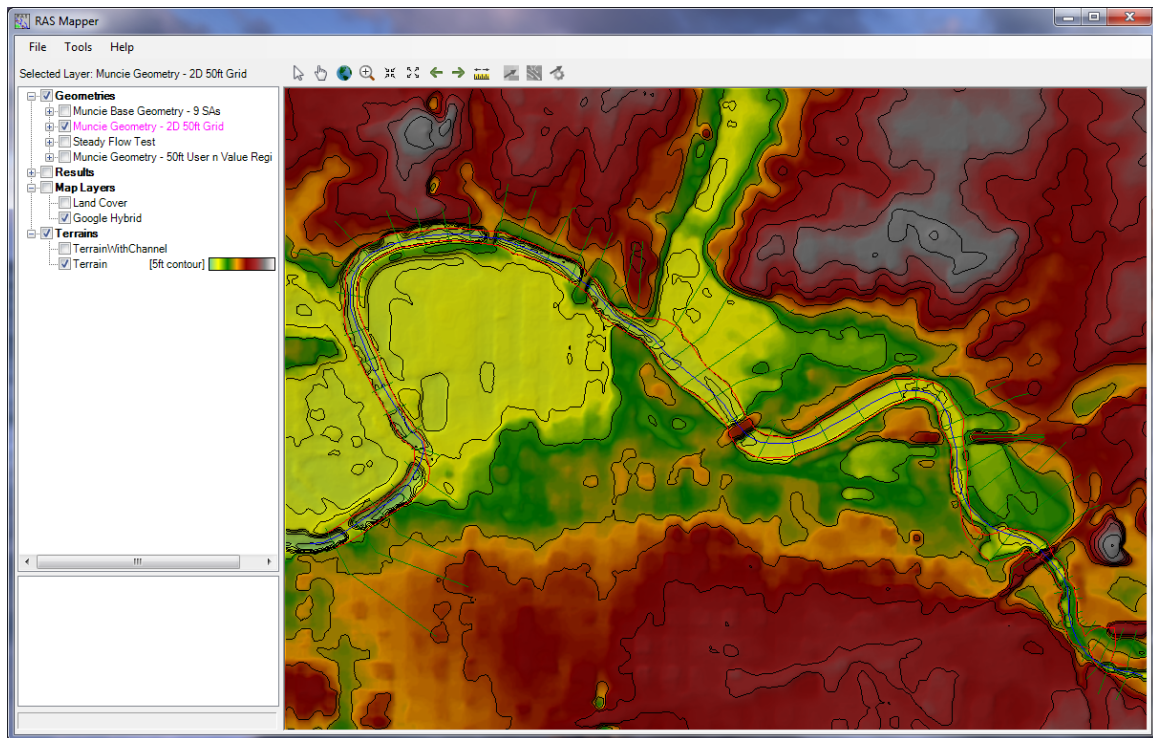 RAS Mapper
File Tools Help
Selected Layer: Muncie Geometry - 2D 50ft Grid
Geometries
Muncie Base Geometry - 9 SAs
Muncie Geometry - 2D 50ft Grid
Steady Flow Test
Muncie Geometry - 50ft User n Value Regi
Results
Map Layers
Land Cover
Google Hybrid
Terrains
TerrainWithChannel
Terrain [5ft contour]